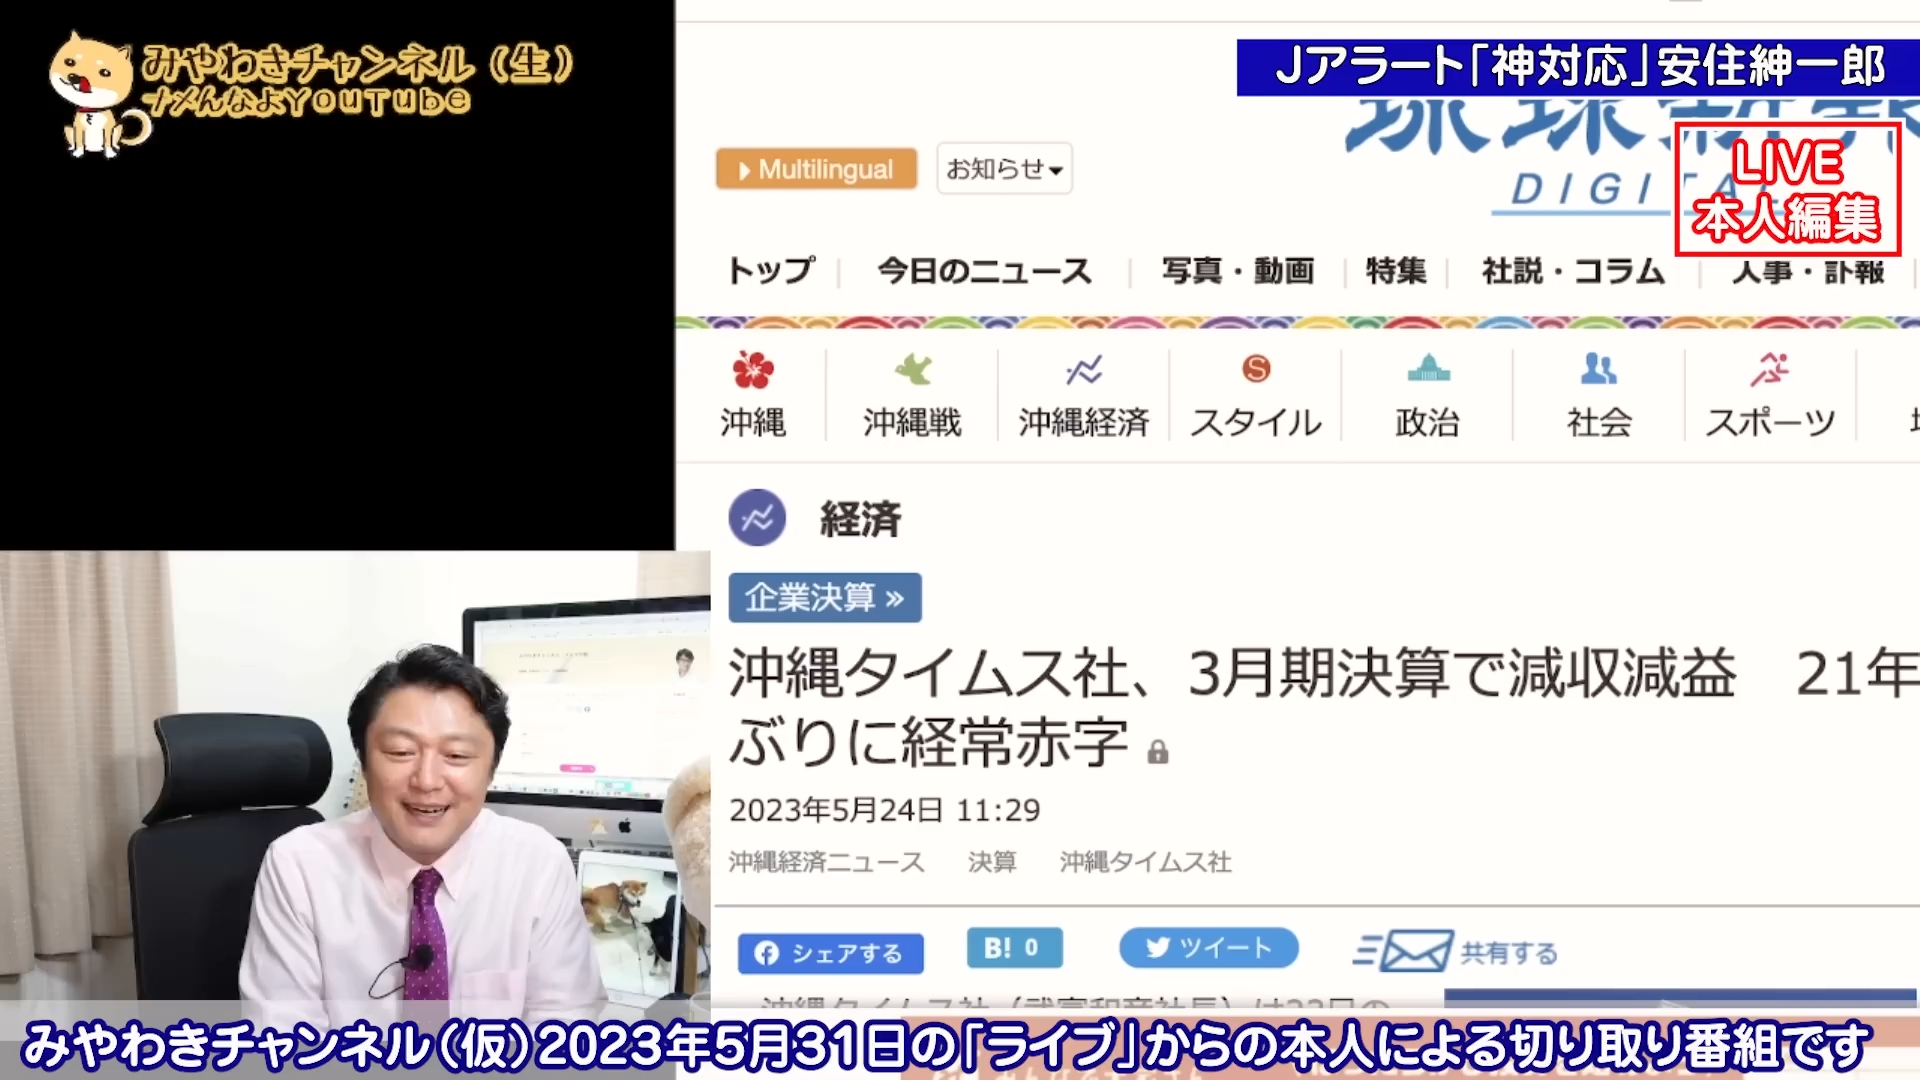 みやわきチャンネル（生）
ナメんなよYouTube
Jアラート「神対応」安住紳一郎
琉球新報
DIGITAL
LIVE
本人編集
Multilingual
お知らせ
トップ
今日のニュース
写真・動画
特集
社説・コラム
人事・訃報
沖縄
沖縄戦
沖縄経済
スタイル
政治
社会
スポーツ
経済
企業決算 »
沖縄タイムス社、3月期決算で減収減益　21年
ぶりに経常赤字
2023年5月24日 11:29
沖縄経済ニュース
決算
沖縄タイムス社
シェアする
B! 0
ツイート
共有する
みやわきチャンネル（仮）2023年5月31日の「ライブ」からの本人による切り取り番組です